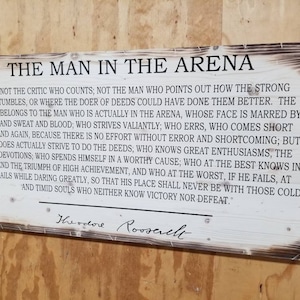 THE MAN IN THE ARENA
NOT THE CRITIC WHO COUNTS; NOT THE MAN WHO POINTS OUT HOW THE STRONG
TUMBLES, OR WHERE THE DOER OF DEEDS COULD HAVE DONE THEM BETTER. THE
BELONGS TO THE MAN WHO IS ACTUALLY IN THE ARENA, WHOSE FACE IS MARRED BY
AND SWEAT AND BLOOD; WHO STRIVES VALIANTLY; WHO ERRS, WHO COMES SHORT
AND AGAIN, BECAUSE THERE IS NO EFFORT WITHOUT ERROR AND SHORTCOMING; BUT
DOES ACTUALLY STRIVE TO DO THE DEEDS; WHO KNOWS GREAT ENTHUSIASMS, THE
DEVOTIONS; WHO SPENDS HIMSELF IN A WORTHY CAUSE; WHO AT THE BEST KNOWS IN
ND THE TRIUMPH OF HIGH ACHIEVEMENT, AND WHO AT THE WORST, IF HE FAILS, AT
AILS WHILE DARING GREATLY, SO THAT HIS PLACE SHALL NEVER BE WITH THOSE COLD
AND TIMID SOULS WHO NEITHER KNOW VICTORY NOR DEFEAT."
Theodore Roosevelt